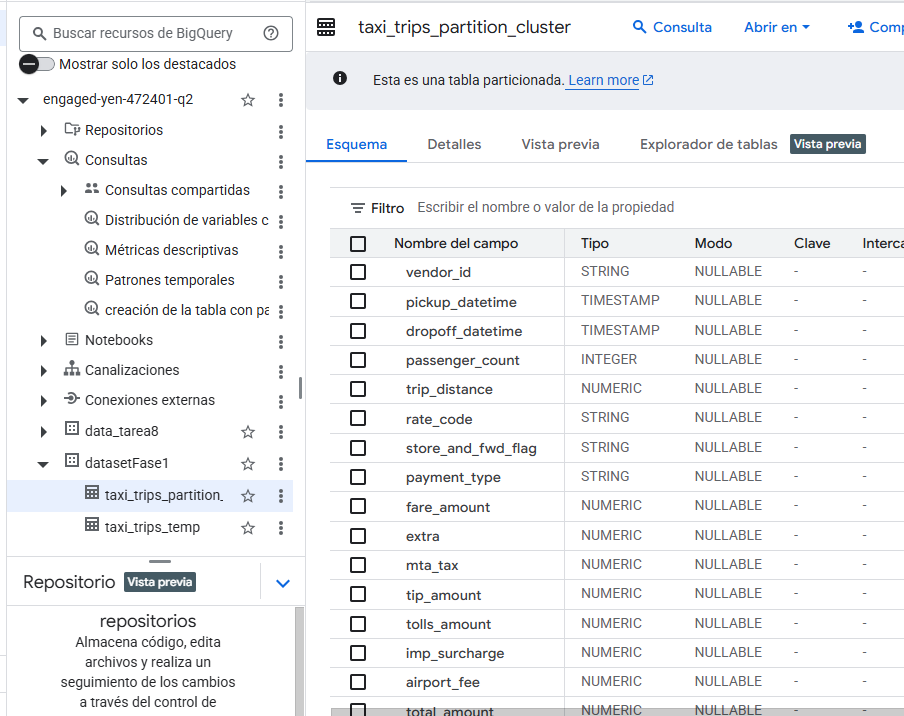 Buscar recursos de BigQuery
Mostrar solo los destacados
engaged-yen-472401-q2
Repositorios
Consultas
Consultas compartidas
Distribución de variables c
Métricas descriptivas
Patrones temporales
creación de la tabla con pa
Notebooks
Canalizaciones
Conexiones externas
data_tarea8
datasetFase1
taxi_trips_partition_
taxi_trips_temp
Repositorio Vista previa
repositorios
Almacena código, edita
archivos y realiza un
seguimiento de los cambios
a través del control de
taxi_trips_partition_cluster Consulta Abrir en Comp
Esta es una tabla particionada. Learn more
Esquema Detalles Vista previa Explorador de tablas Vista previa
Filtro Escribir el nombre o valor de la propiedad
Nombre del campo Tipo Modo Clave Interca
vendor_id STRING NULLABLE - -
pickup_datetime TIMESTAMP NULLABLE - -
dropoff_datetime TIMESTAMP NULLABLE - -
passenger_count INTEGER NULLABLE - -
trip_distance NUMERIC NULLABLE - -
rate_code STRING NULLABLE - -
store_and_fwd_flag STRING NULLABLE - -
payment_type STRING NULLABLE - -
fare_amount NUMERIC NULLABLE - -
extra NUMERIC NULLABLE - -
mta_tax NUMERIC NULLABLE - -
tip_amount NUMERIC NULLABLE - -
tolls_amount NUMERIC NULLABLE - -
imp_surcharge NUMERIC NULLABLE - -
airport_fee NUMERIC NULLABLE - -
total_amount NUMERIC NULLABLE - -